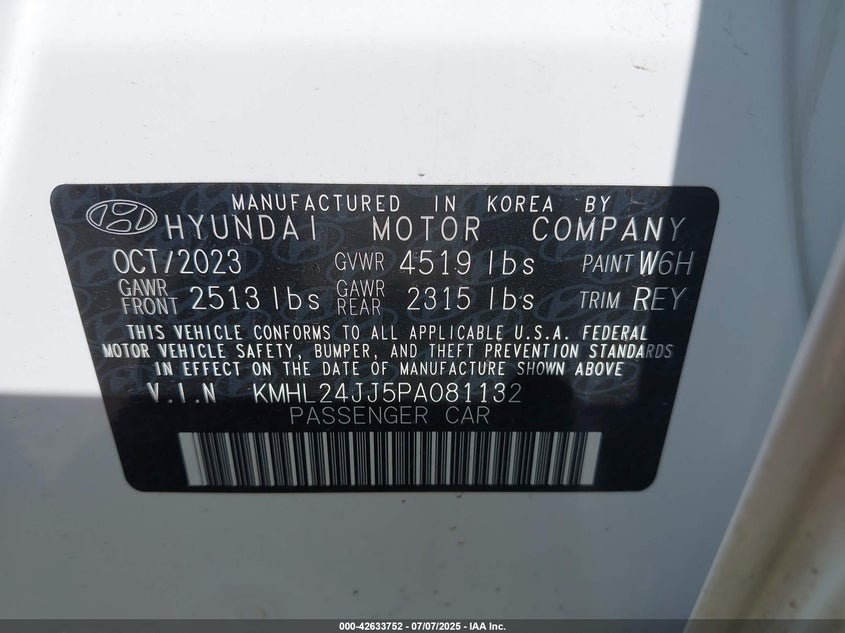 MANUFACTURED IN KOREA BY
HYUNDAI MOTOR COMPANY
OCT/2023 GVWR 4519 lbs PAINT W6H
GAWR FRONT 2513 lbs GAWR REAR 2315 lbs TRIM REY
THIS VEHICLE CONFORMS TO ALL APPLICABLE U.S.A. FEDERAL
MOTOR VEHICLE SAFETY, BUMPER, AND THEFT PREVENTION STANDARDS
IN EFFECT ON THE DATE OF MANUFACTURE SHOWN ABOVE
V.I.N KMHL24JJ5PA081132
PASSENGER CAR
000-42633752 - 07/07/2025 - IAA Inc.